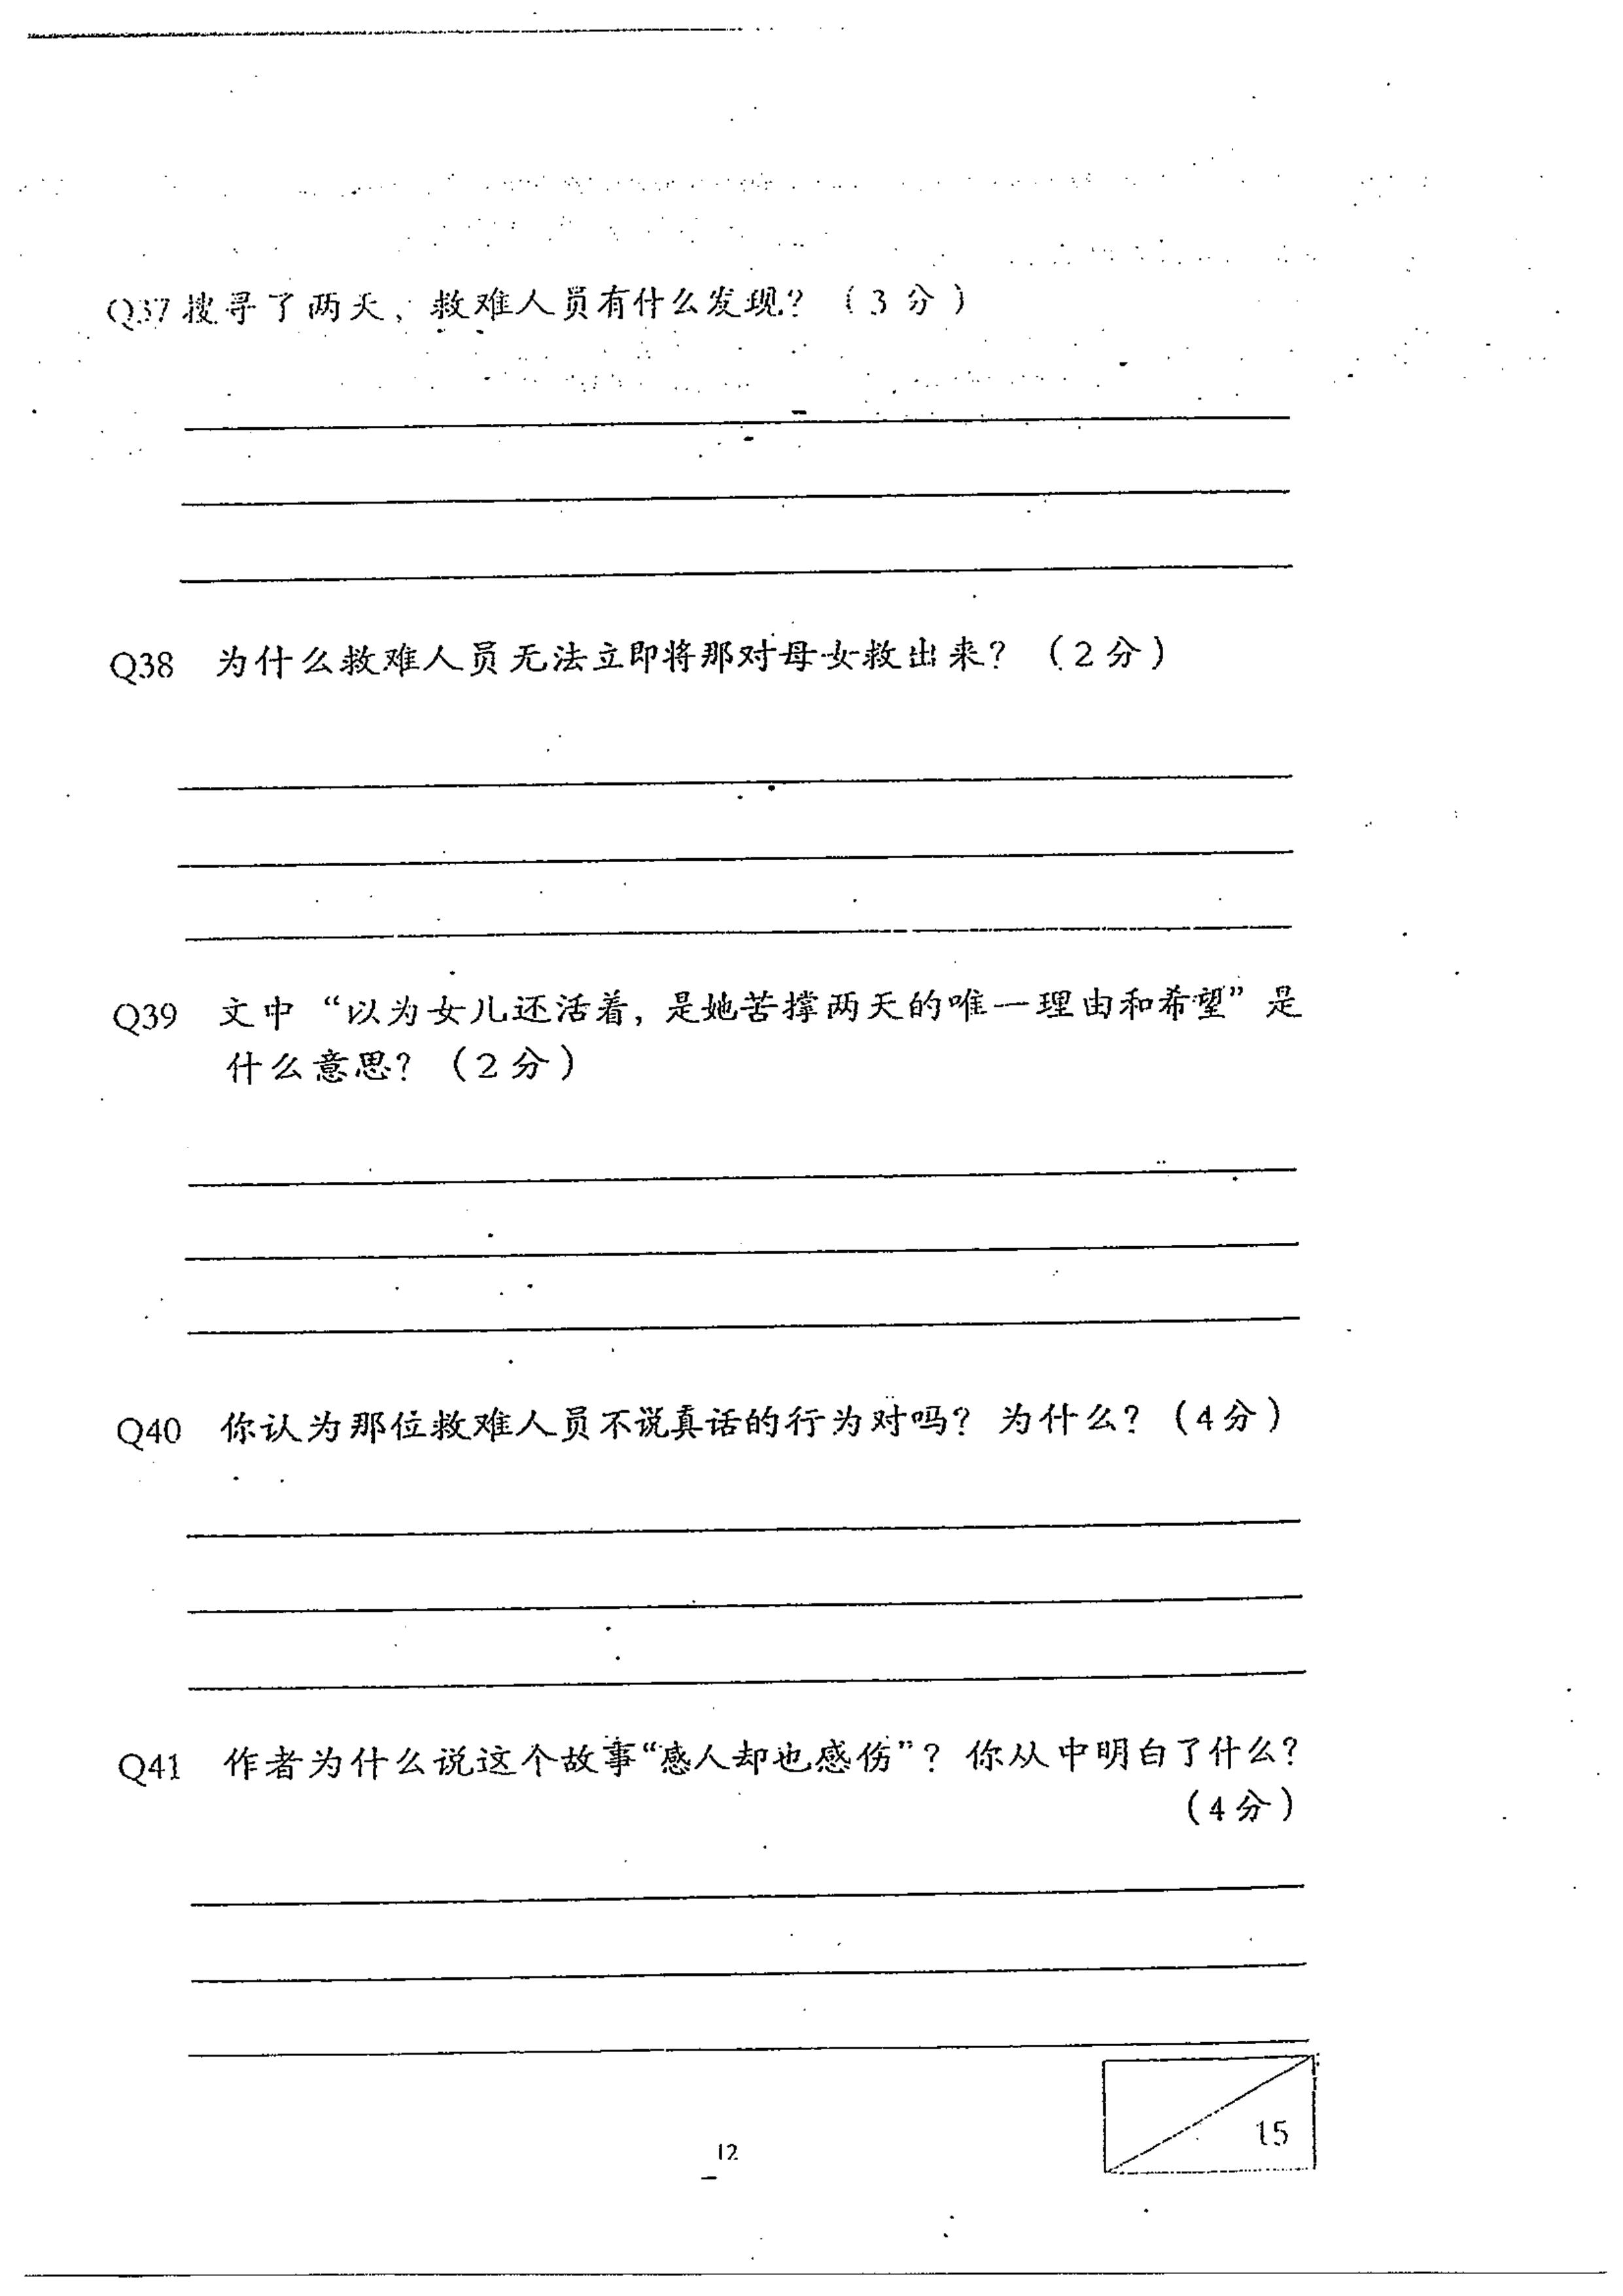 Q37 搜寻了两天，救难人员有什么发现？（3 分）
Q38 为什么救难人员无法立即将那对母女救出来？（2 分）
Q39 文中 “以为女儿还活着，是她苦撑两天的唯一理由和希望” 是
什么意思？（2 分）
Q40 你认为那位救难人员不说真话的行为对吗？为什么？（4 分）
Q41 作者为什么说这个故事“感人却也感伤”？你从中明白了什么？
（4 分）
15
12